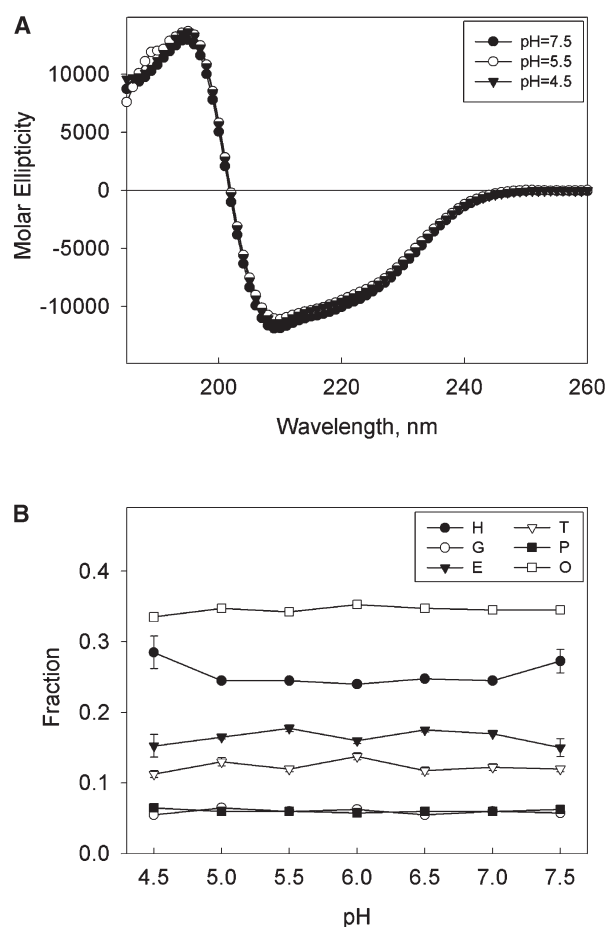 A
pH=7.5
pH=5.5
pH=4.5
10000
5000
0
-5000
-10000
Molar Ellipticity
200 220 240 260
Wavelength, nm
B
H T
G P
E O
0.4
0.3
0.2
0.1
0.0
Fraction
4.5 5.0 5.5 6.0 6.5 7.0 7.5
pH